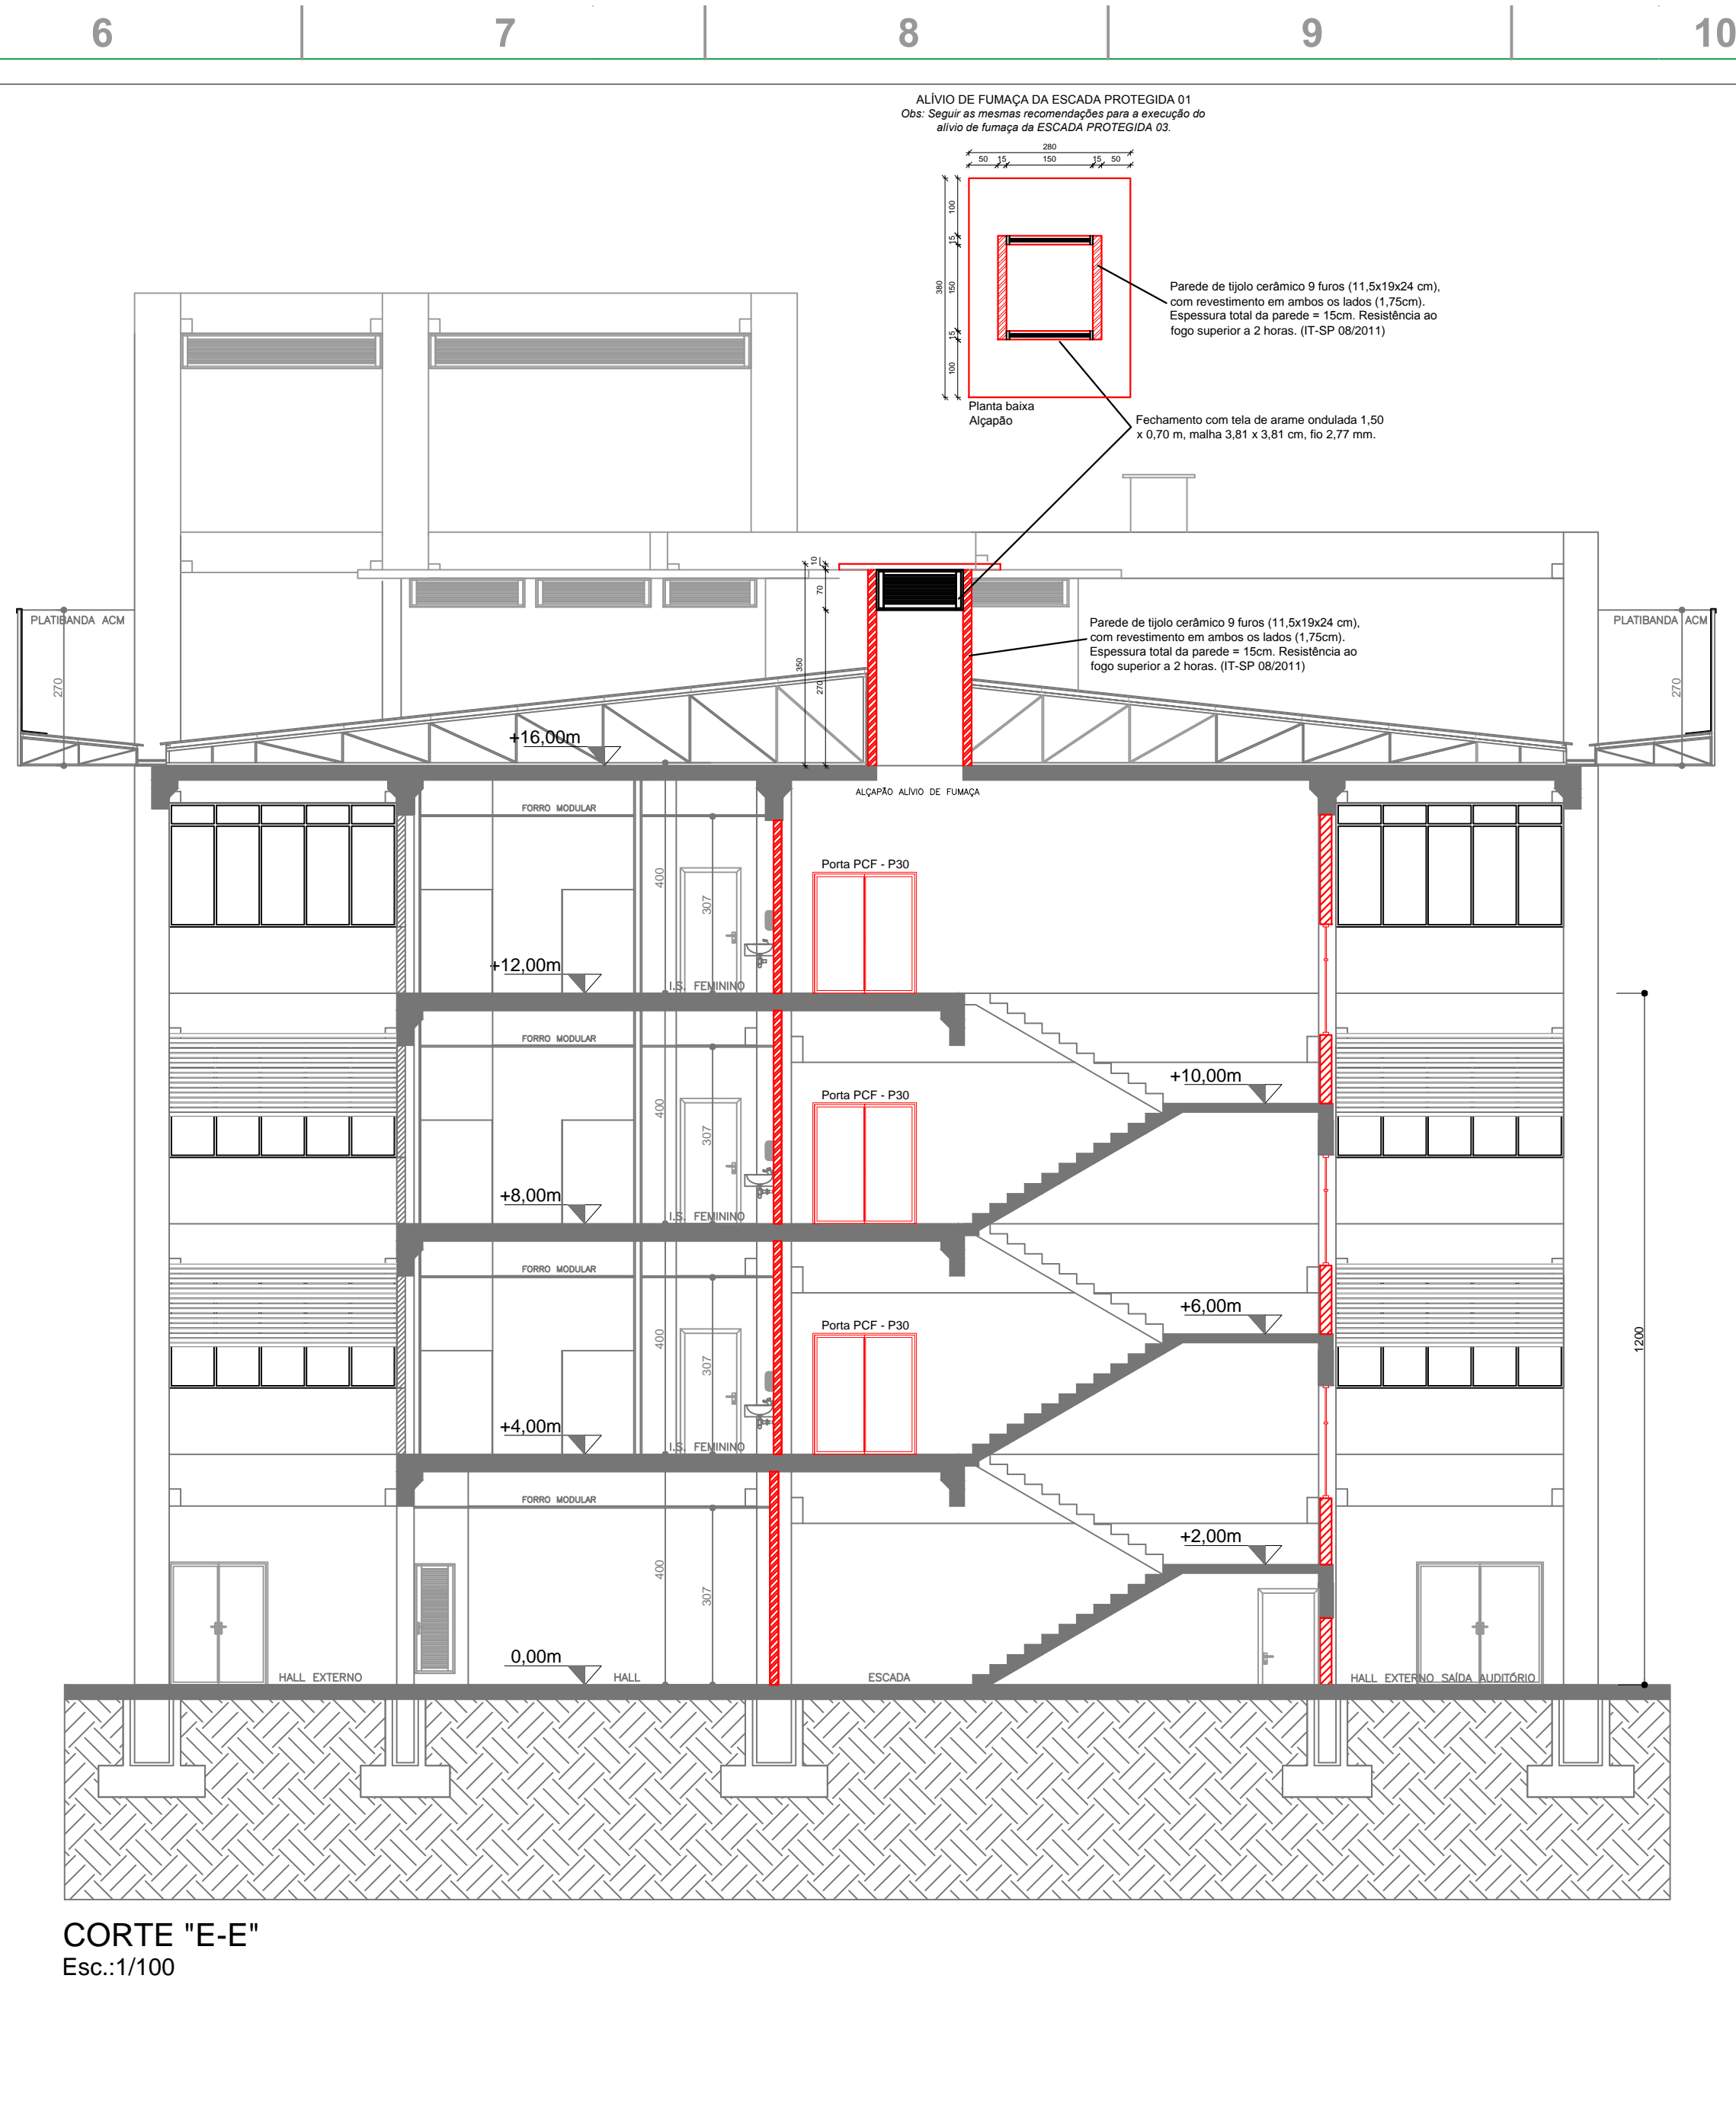 6 7 8 9 10
ALÍVIO DE FUMAÇA DA ESCADA PROTEGIDA 01
Obs: Seguir as mesmas recomendações para a execução do
alívio de fumaça da ESCADA PROTEGIDA 03.
280
50 15 150 15 50
100
15
380
150
15
100
Parede de tijolo cerâmico 9 furos (11,5x19x24 cm),
com revestimento em ambos os lados (1,75cm).
Espessura total da parede = 15cm. Resistência ao
fogo superior a 2 horas. (IT-SP 08/2011)
Planta baixa
Alçapão
Fechamento com tela de arame ondulada 1,50
x 0,70 m, malha 3,81 x 3,81 cm, fio 2,77 mm.
10
70
350
270
PLATIBANDA ACM
270
Parede de tijolo cerâmico 9 furos (11,5x19x24 cm),
com revestimento em ambos os lados (1,75cm).
Espessura total da parede = 15cm. Resistência ao
fogo superior a 2 horas. (IT-SP 08/2011)
PLATIBANDA ACM
270
+16,00m
ALÇAPÃO ALÍVIO DE FUMAÇA
FORRO MODULAR
Porta PCF - P30
400
307
+12,00m
I.S. FEMININO
FORRO MODULAR
+10,00m
Porta PCF - P30
400
307
+8,00m
I.S. FEMININO
FORRO MODULAR
+6,00m
Porta PCF - P30
400
307
1200
+4,00m
I.S. FEMININO
FORRO MODULAR
+2,00m
400
307
0,00m
HALL EXTERNO
HALL
ESCADA
HALL EXTERNO SAÍDA AUDITÓRIO
CORTE "E-E"
Esc.:1/100